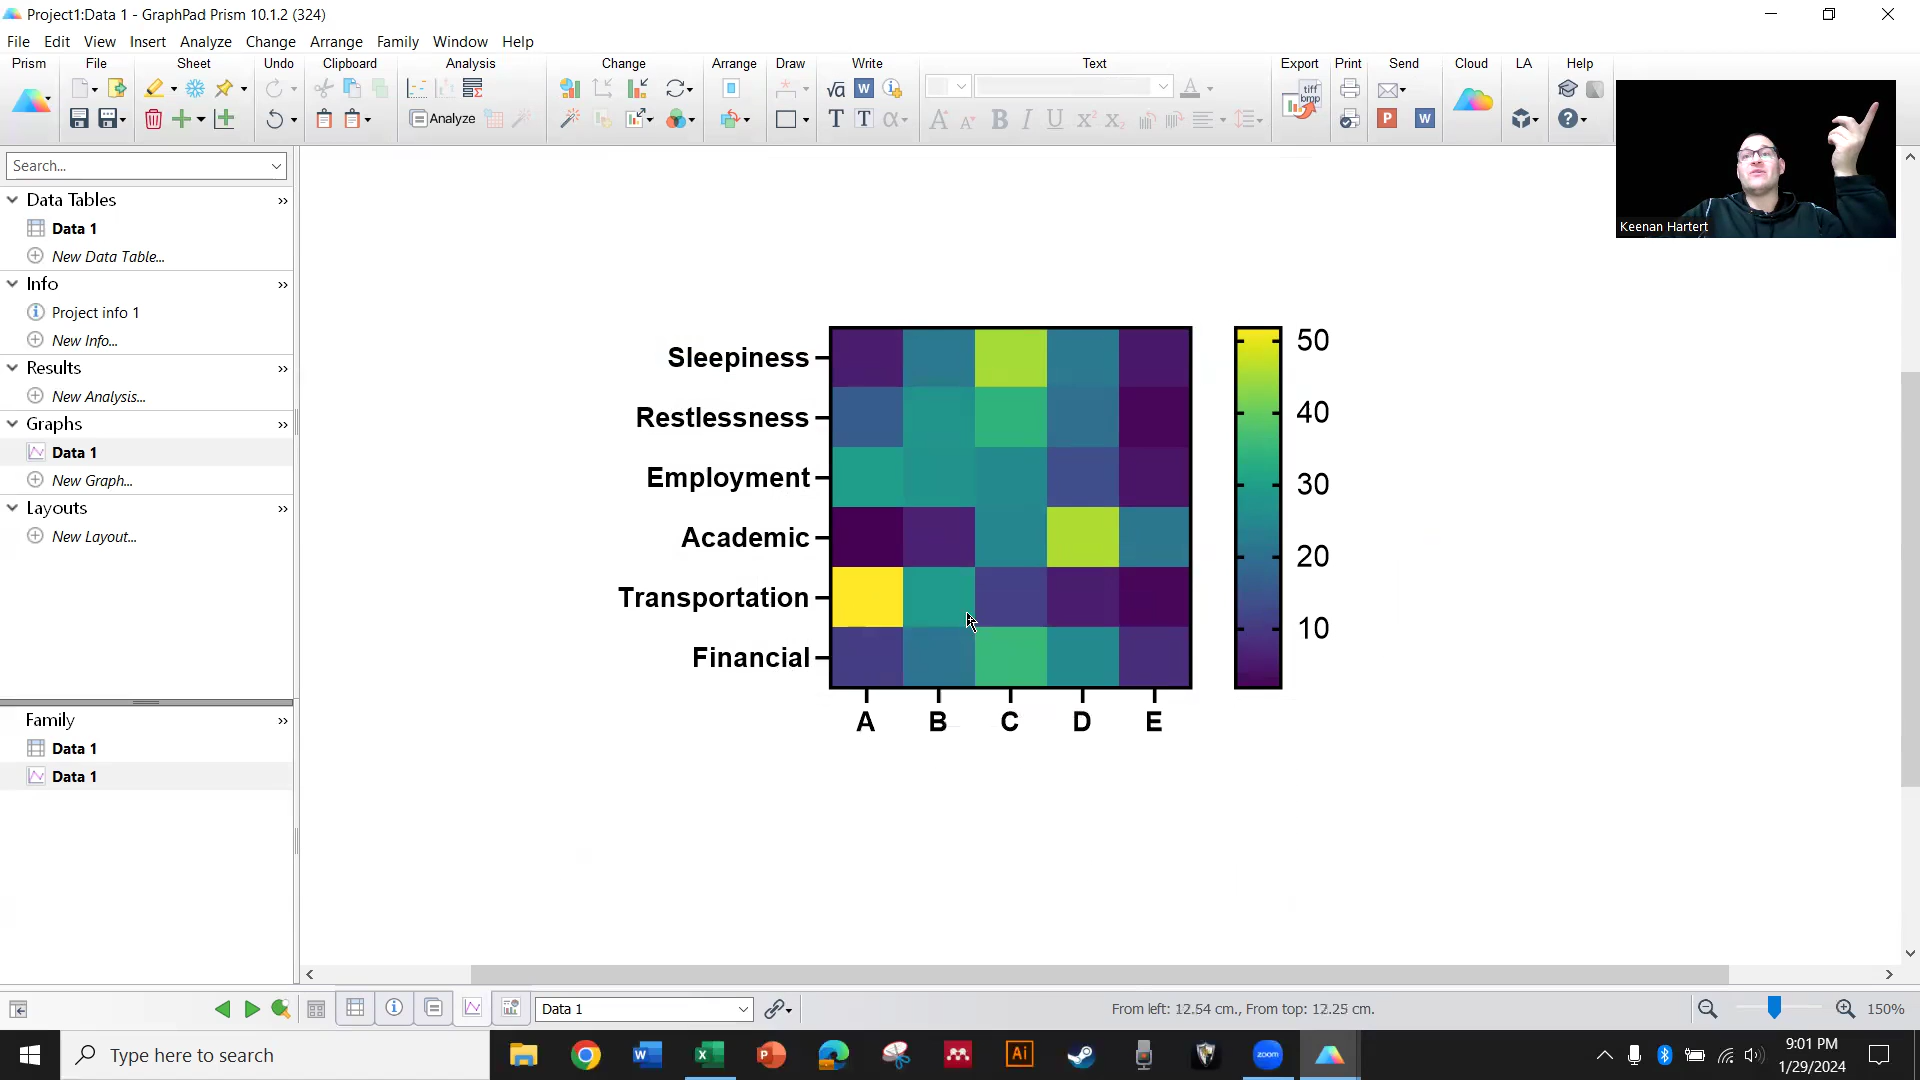 Project1:Data 1 - GraphPad Prism 10.1.2 (324)
File Edit View Insert Analyze Change Arrange Family Window Help
Prism File Sheet Undo Clipboard Analysis Change Arrange Draw Write Text Export Print Send Cloud LA Help
tiff
bmp
Analyze
Search...
Keenan Hartert
Data Tables
Data 1
New Data Table...
Info
Project info 1
New Info...
Results
New Analysis...
Graphs
Data 1
New Graph...
Layouts
New Layout...
Family
Data 1
Data 1
Sleepiness
Restlessness
Employment
Academic
Transportation
Financial
A B C D E
50
40
30
20
10
Data 1
From left: 12.54 cm., From top: 12.25 cm.
150%
Type here to search
zoom
9:01 PM
1/29/2024